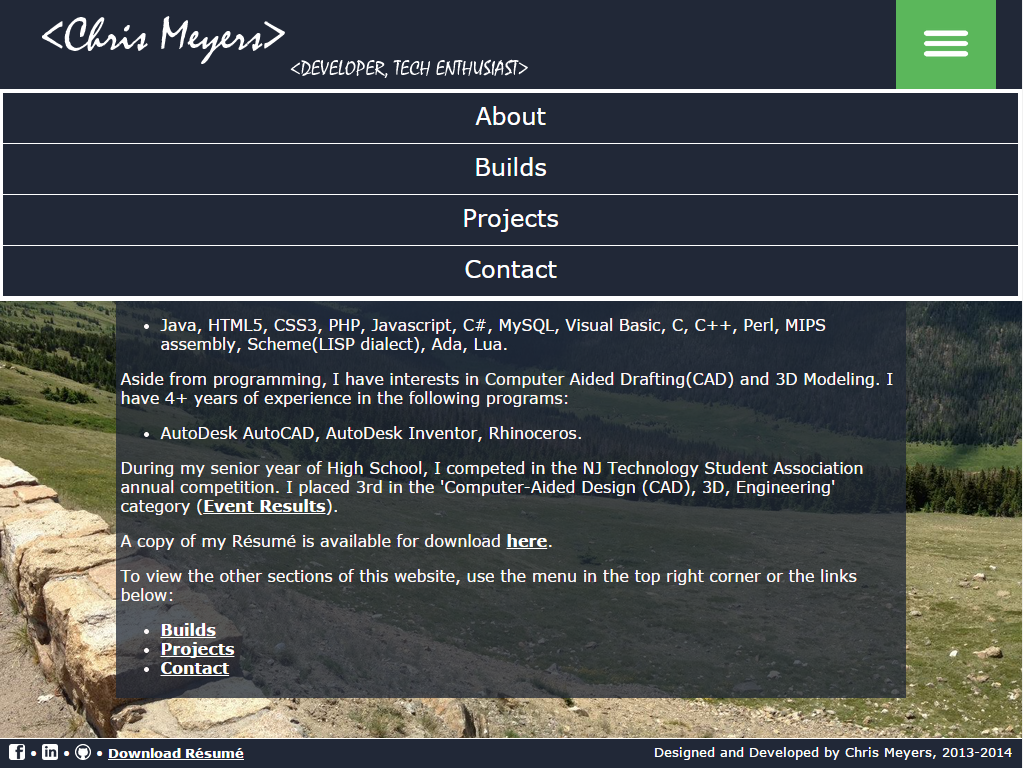 <Chris Meyers>
<DEVELOPER, TECH ENTHUSIAST>
About
Builds
Projects
Contact
• Java, HTML5, CSS3, PHP, Javascript, C#, MySQL, Visual Basic, C, C++, Perl, MIPS
assembly, Scheme(LISP dialect), Ada, Lua.
Aside from programming, I have interests in Computer Aided Drafting(CAD) and 3D Modeling. I
have 4+ years of experience in the following programs:
• AutoDesk AutoCAD, AutoDesk Inventor, Rhinoceros.
During my senior year of High School, I competed in the NJ Technology Student Association
annual competition. I placed 3rd in the 'Computer-Aided Design (CAD), 3D, Engineering'
category (Event Results).
A copy of my Résumé is available for download here.
To view the other sections of this website, use the menu in the top right corner or the links
below:
• Builds
• Projects
• Contact
• • • Download Résumé
Designed and Developed by Chris Meyers, 2013-2014